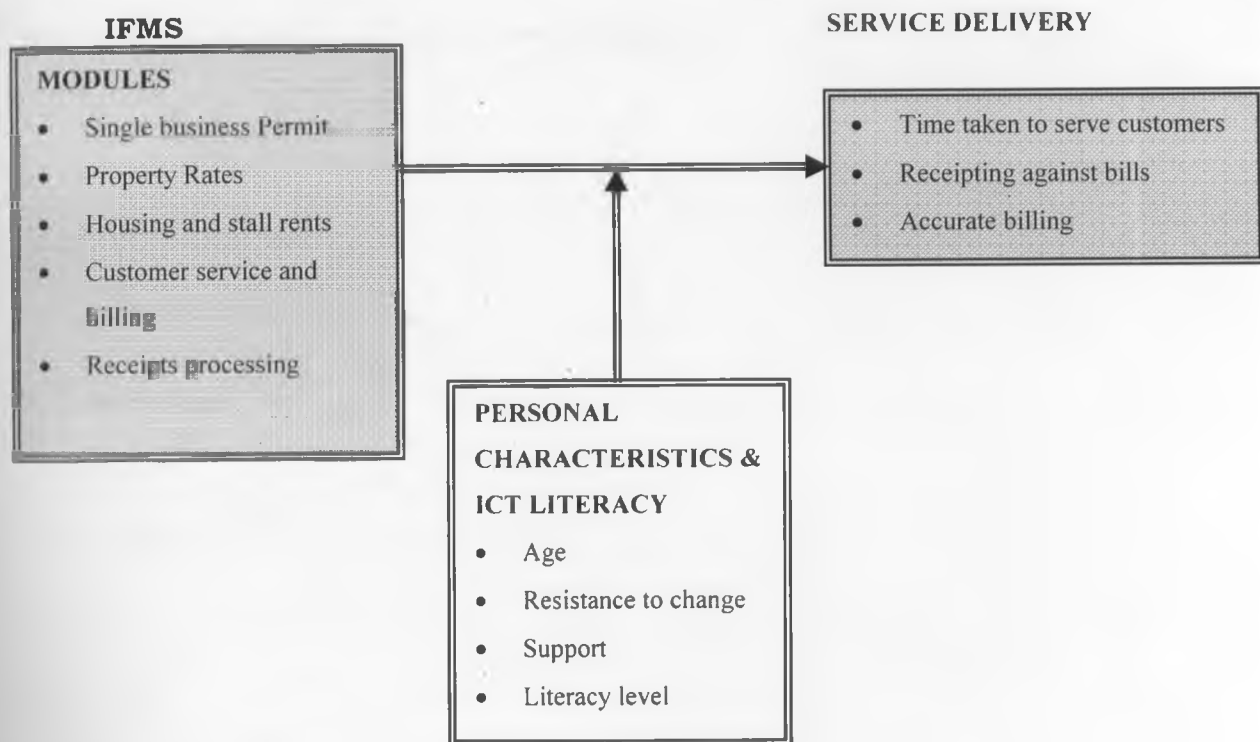 IFMS
MODULES
• Single business Permit
• Property Rates
• Housing and stall rents
• Customer service and
billing
• Receipts processing
SERVICE DELIVERY
• Time taken to serve customers
• Receipting against bills
• Accurate billing
PERSONAL
CHARACTERISTICS &
ICT LITERACY
• Age
• Resistance to change
• Support
• Literacy level